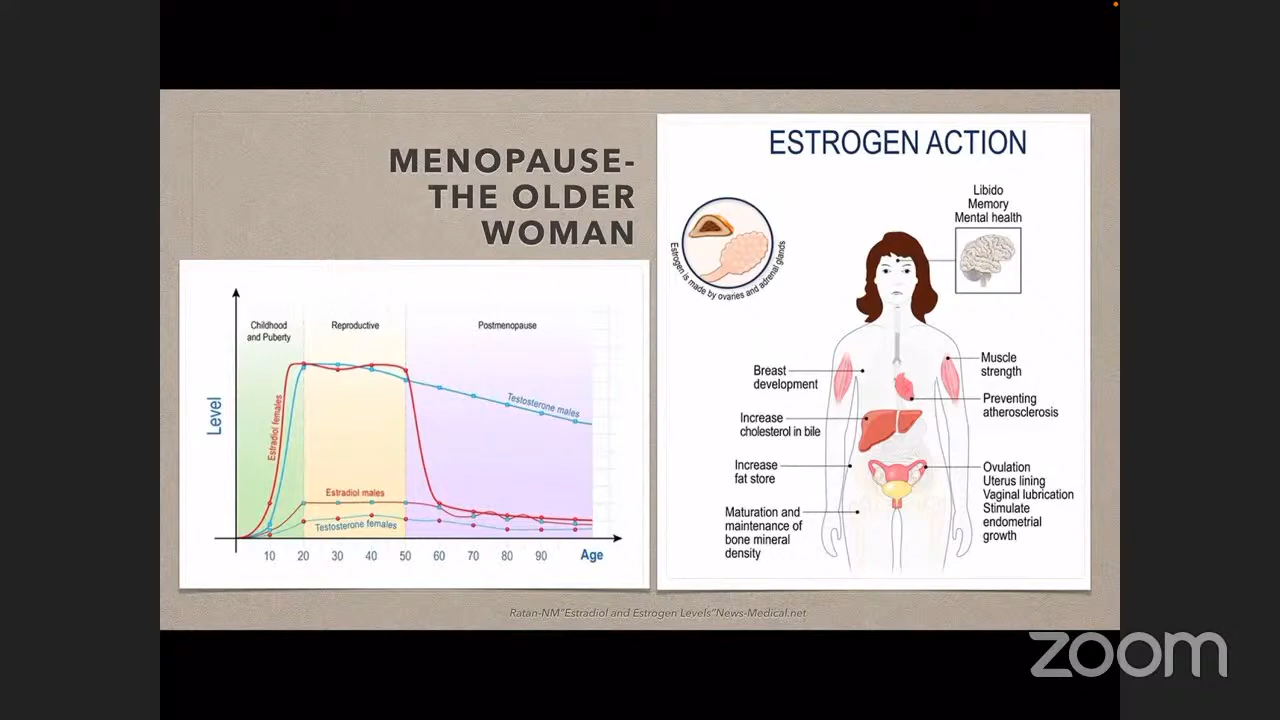 MENOPAUSE-
THE OLDER
WOMAN
Level
Childhood
and Puberty
Reproductive
Postmenopause
Estradiol females
Testosterone males
Estradiol males
Testosterone females
10 20 30 40 50 60 70 80 90 Age
ESTROGEN ACTION
Estrogen is made by ovaries and adrenal glands
Libido
Memory
Mental health
Breast
development
Increase
cholesterol in bile
Increase
fat store
Maturation and
maintenance of
bone mineral
density
Muscle
strength
Preventing
atherosclerosis
Ovulation
Uterus lining
Vaginal lubrication
Stimulate
endometrial
growth
Ratan-NM"Estradiol and Estrogen Levels"News-Medical.net
zoom